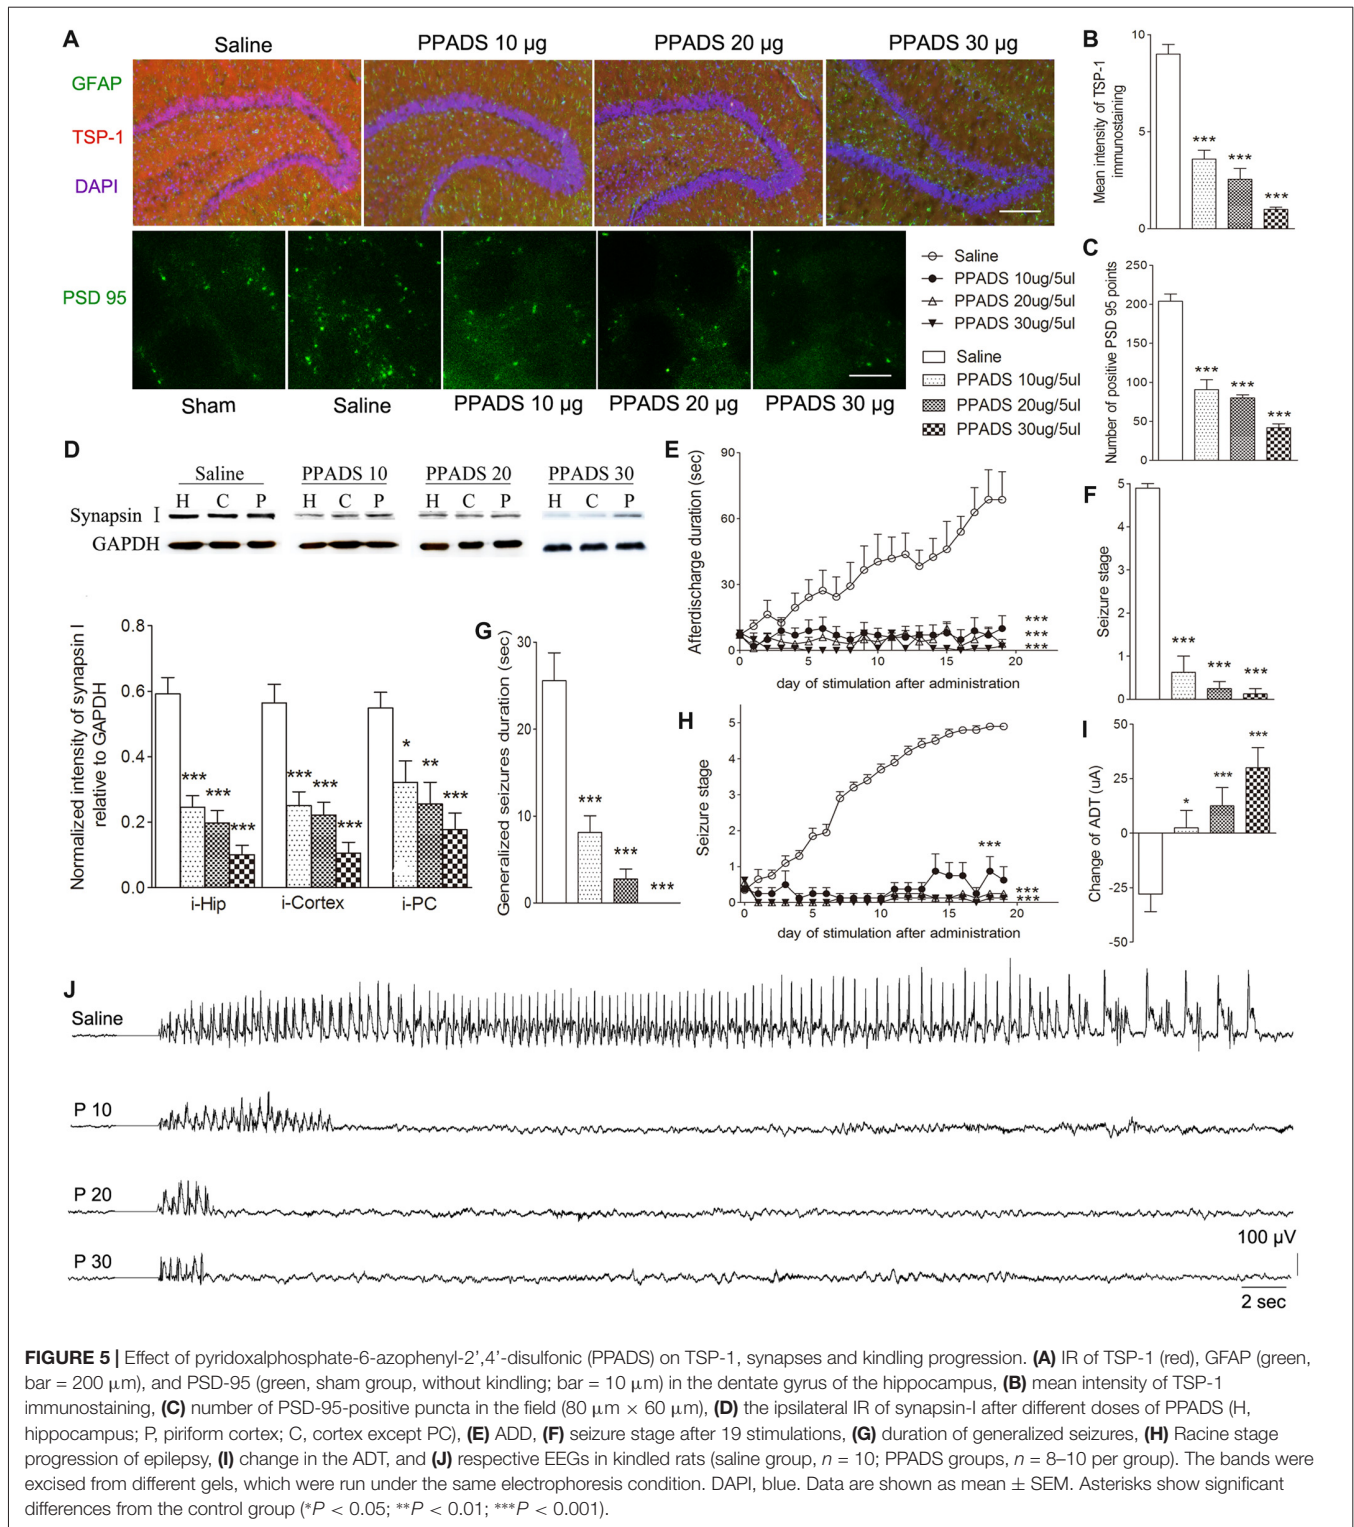 A
Saline
PPADS 10 µg
PPADS 20 µg
PPADS 30 µg
GFAP
TSP-1
DAPI
PSD 95
Sham
Saline
PPADS 10 µg
PPADS 20 µg
PPADS 30 µg
Saline
PPADS 10ug/5ul
PPADS 20ug/5ul
PPADS 30ug/5ul
Saline
PPADS 10ug/5ul
PPADS 20ug/5ul
PPADS 30ug/5ul
B
Mean intensity of TSP-1
immunostaining
10
5
0
***
***
***
C
Number of positive PSD 95 points
250
200
150
100
50
0
***
***
***
D
Saline
PPADS 10
PPADS 20
PPADS 30
H C P
H C P
H C P
H C P
Synapsin I
GAPDH
Normalized intensity of synapsin I
relative to GAPDH
0.8
0.6
0.4
0.2
0.0
***
***
***
***
***
***
*
**
***
i-Hip
i-Cortex
i-PC
E
Afterdischarge duration (sec)
90
60
30
0
***
***
***
0 5 10 15 20
day of stimulation after administration
F
Seizure stage
5
4
3
2
1
0
***
***
***
G
Generalized seizures duration (sec)
30
20
10
0
***
***
***
H
Seizure stage
5
4
3
2
1
0
***
***
***
0 5 10 15 20
day of stimulation after administration
I
Change of ADT (uA)
50
25
0
-25
-50
*
***
***
J
Saline
P 10
P 20
P 30
100 µV
2 sec
FIGURE 5 | Effect of pyridoxalphosphate-6-azophenyl-2’,4’-disulfonic (PPADS) on TSP-1, synapses and kindling progression. (A) IR of TSP-1 (red), GFAP (green,
bar = 200 µm), and PSD-95 (green, sham group, without kindling; bar = 10 µm) in the dentate gyrus of the hippocampus, (B) mean intensity of TSP-1
immunostaining, (C) number of PSD-95-positive puncta in the field (80 µm × 60 µm), (D) the ipsilateral IR of synapsin-I after different doses of PPADS (H,
hippocampus; P, piriform cortex; C, cortex except PC), (E) ADD, (F) seizure stage after 19 stimulations, (G) duration of generalized seizures, (H) Racine stage
progression of epilepsy, (I) change in the ADT, and (J) respective EEGs in kindled rats (saline group, n = 10; PPADS groups, n = 8–10 per group). The bands were
excised from different gels, which were run under the same electrophoresis condition. DAPI, blue. Data are shown as mean ± SEM. Asterisks show significant
differences from the control group (*P < 0.05; **P < 0.01; ***P < 0.001).